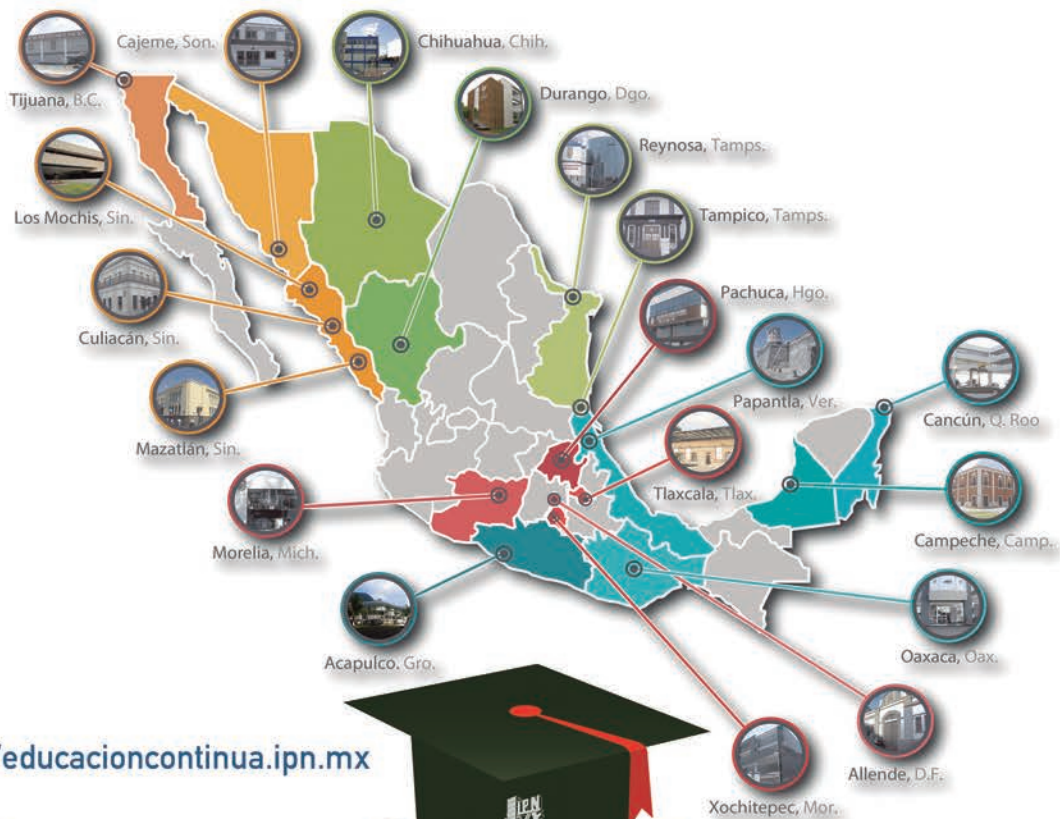 Cajeme, Son.
Chihuahua, Chih.
Tijuana, B.C.
Durango, Dgo.
Reynosa, Tamps.
Los Mochis, Sin.
Tampico, Tamps.
Pachuca, Hgo.
Culiacán, Sin.
Papantla, Ver.
Cancún, Q. Roo
Mazatlán, Sin.
Tlaxcala, Tlax.
Morelia, Mich.
Campeche, Camp.
Acapulco. Gro.
Oaxaca, Oax.
/educacioncontinua.ipn.mx
Allende, D.F.
Xochitepec, Mor.
IPN